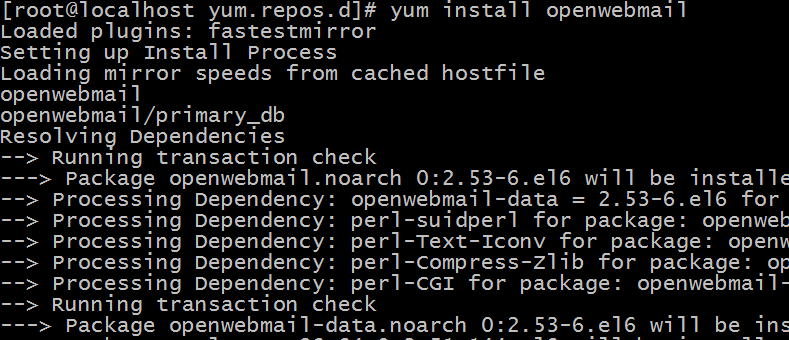 [root@localhost yum.repos.d]# yum install openwebmail
Loaded plugins: fastestmirror
Setting up Install Process
Loading mirror speeds from cached hostfile
openwebmail
openwebmail/primary_db
Resolving Dependencies
--> Running transaction check
---> Package openwebmail.noarch 0:2.53-6.el6 will be installe
--> Processing Dependency: openwebmail-data = 2.53-6.el6 for
--> Processing Dependency: perl-suidperl for package: openweb
--> Processing Dependency: perl-Text-Iconv for package: openw
--> Processing Dependency: perl-Compress-Zlib for package: op
--> Processing Dependency: perl-CGI for package: openwebmail-
--> Running transaction check
---> Package openwebmail-data.noarch 0:2.53-6.el6 will be ins